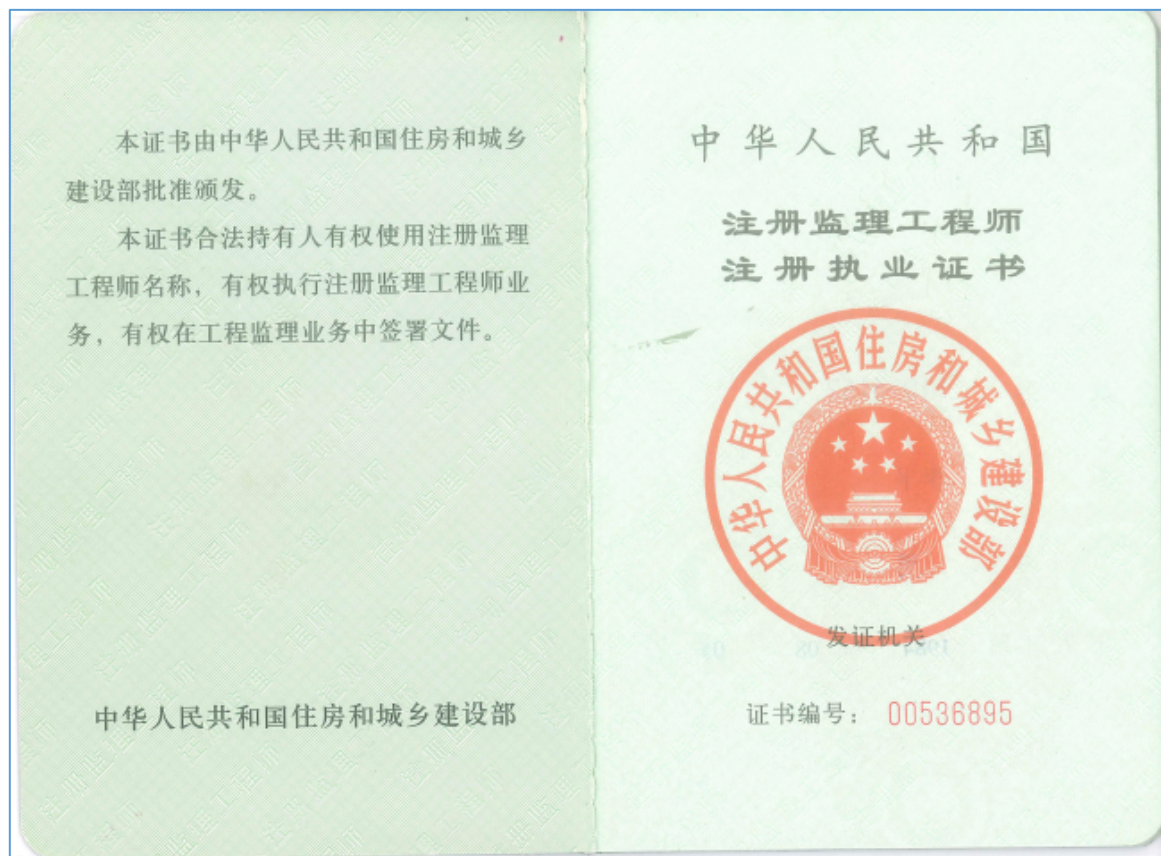 本证书由中华人民共和国住房和城乡
建设部批准颁发。
本证书合法持有人有权使用注册监理
工程师名称，有权执行注册监理工程师业
务，有权在工程监理业务中签署文件。
中华人民共和国住房和城乡建设部
中华人民共和国
注册监理工程师
注册执业证书
中华人民共和国住房和城乡建设部
发证机关
证书编号：00536895